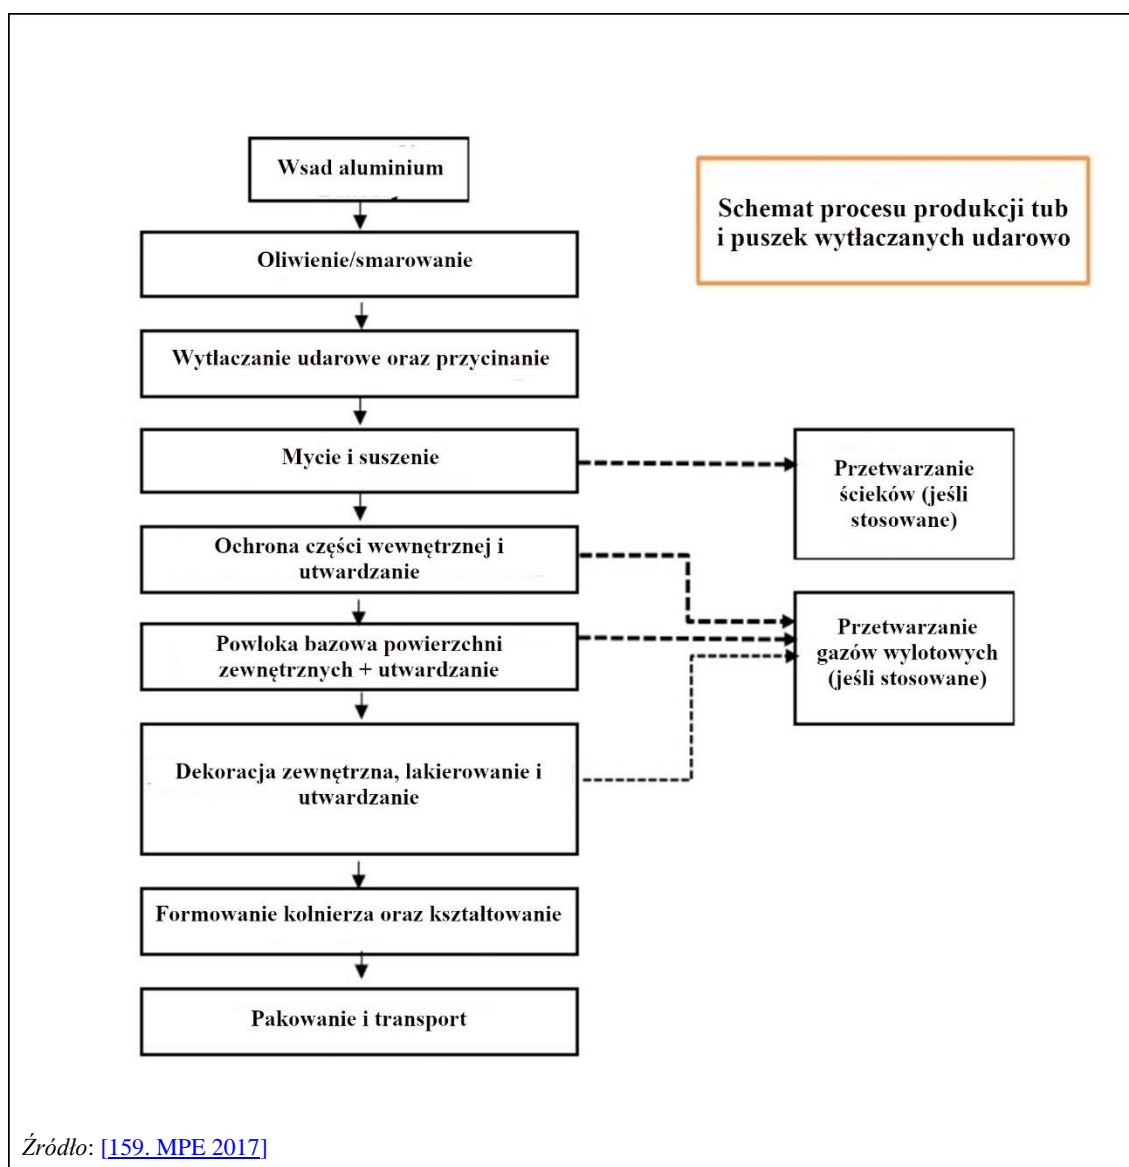 Wsad aluminium
Schemat procesu produkcji tub
i puszek wytłaczanych udarowo
Oliwienie/smarowanie
Wytłaczanie udarowe oraz przycinanie
Mycie i suszenie
Przetwarzanie
ścieków (jeśli
stosowane)
Ochrona części wewnętrznej i
utwardzanie
Powłoka bazowa powierzchni
zewnętrznych + utwardzanie
Przetwarzanie
gazów wylotowych
(jeśli stosowane)
Dekoracja zewnętrzna, lakierowanie i
utwardzanie
Formowanie kołnierza oraz kształtowanie
Pakowanie i transport
Źródło: [159. MPE 2017]